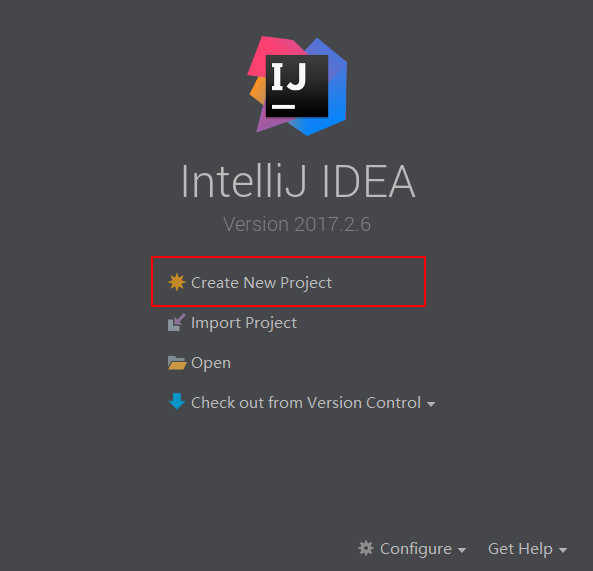 IJ
IntelliJ IDEA
Version 2017.2.6
Create New Project
Import Project
Open
Check out from Version Control
Configure Get Help